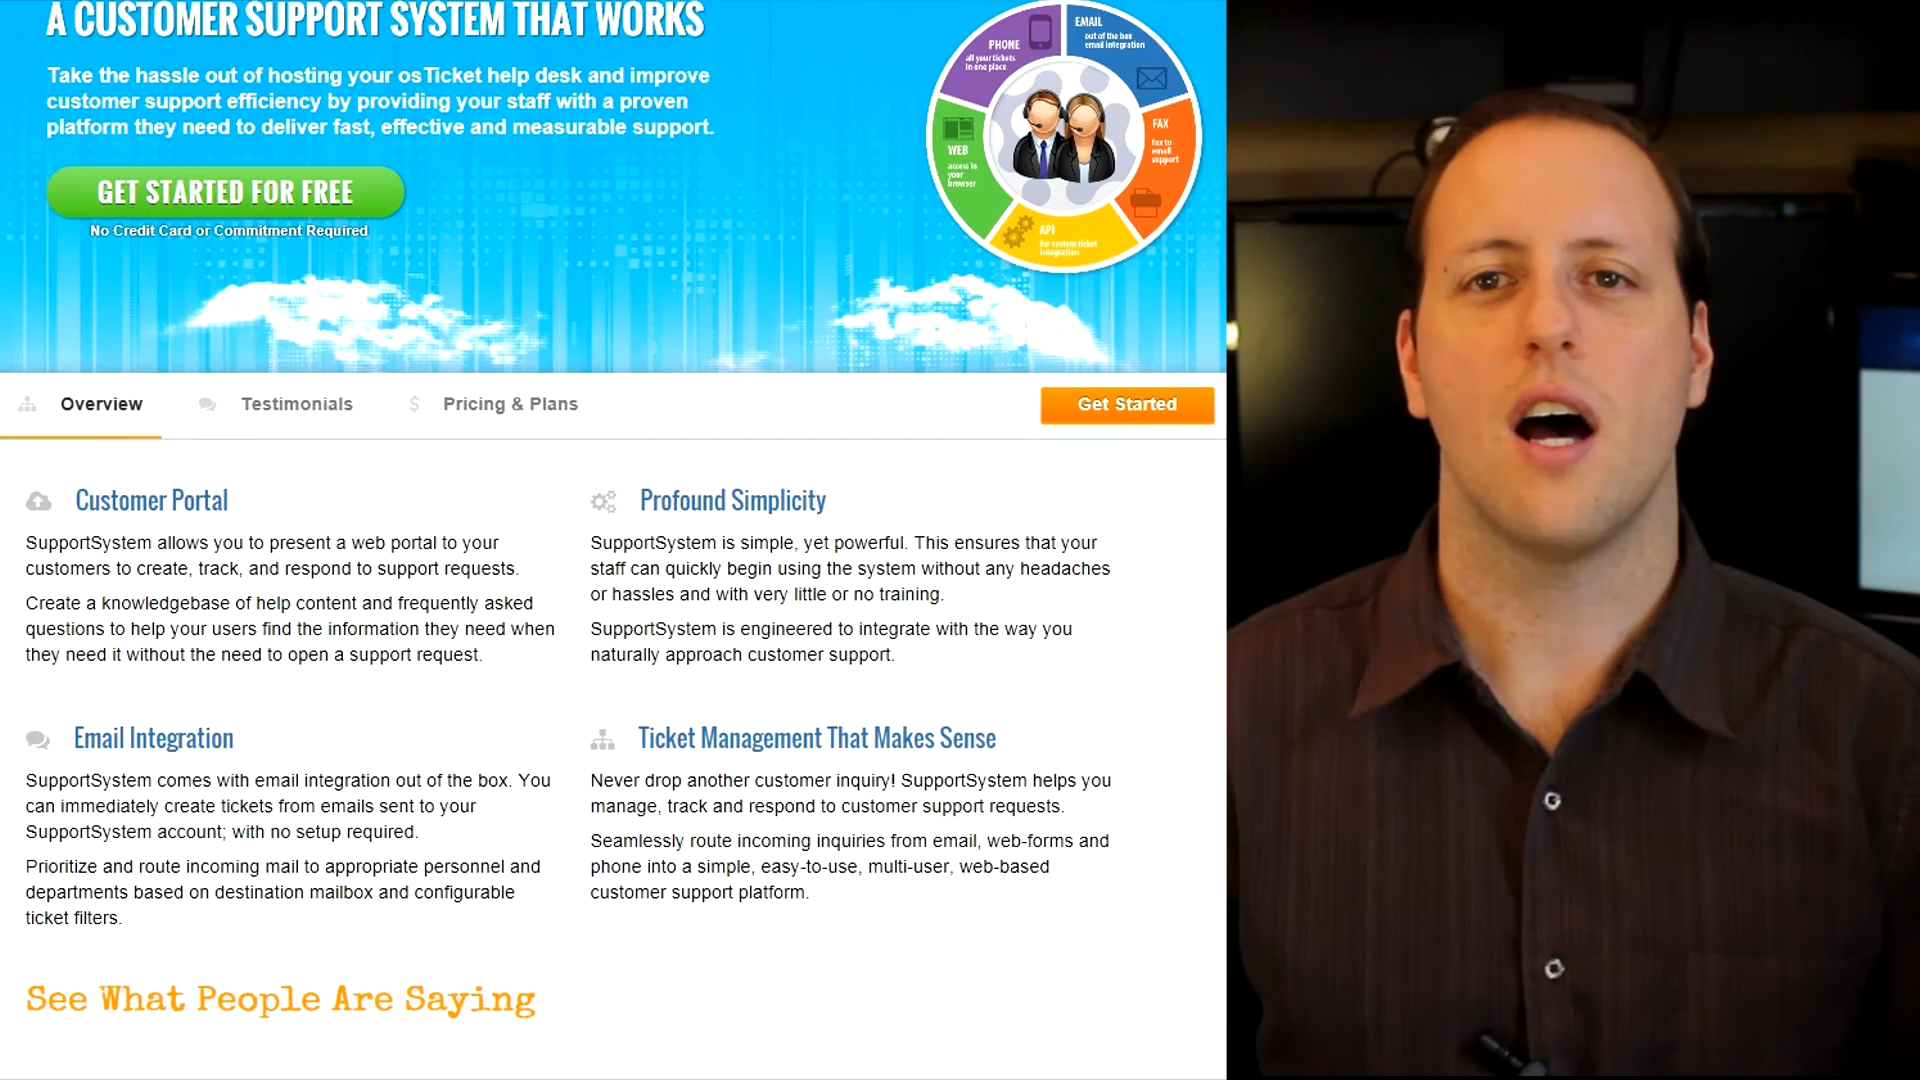 A CUSTOMER SUPPORT SYSTEM THAT WORKS
Take the hassle out of hosting your osTicket help desk and improve
customer support efficiency by providing your staff with a proven
platform they need to deliver fast, effective and measurable support.
GET STARTED FOR FREE
No Credit Card or Commitment Required
PHONE
all your tickets
in one place
EMAIL
out of the box
email integration
FAX
fax to
email
support
WEB
access in
your
browser
API
for custom ticket
integration
Overview
Testimonials
$ Pricing & Plans
Get Started
Customer Portal
SupportSystem allows you to present a web portal to your
customers to create, track, and respond to support requests.
Create a knowledgebase of help content and frequently asked
questions to help your users find the information they need when
they need it without the need to open a support request.
Profound Simplicity
SupportSystem is simple, yet powerful. This ensures that your
staff can quickly begin using the system without any headaches
or hassles and with very little or no training.
SupportSystem is engineered to integrate with the way you
naturally approach customer support.
Email Integration
SupportSystem comes with email integration out of the box. You
can immediately create tickets from emails sent to your
SupportSystem account; with no setup required.
Prioritize and route incoming mail to appropriate personnel and
departments based on destination mailbox and configurable
ticket filters.
Ticket Management That Makes Sense
Never drop another customer inquiry! SupportSystem helps you
manage, track and respond to customer support requests.
Seamlessly route incoming inquiries from email, web-forms and
phone into a simple, easy-to-use, multi-user, web-based
customer support platform.
See What People Are Saying